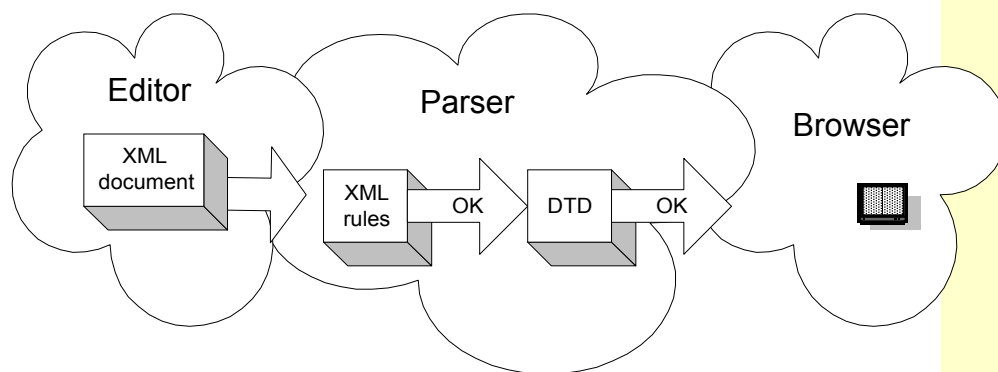 Editor
XML
document
Parser
XML
rules
OK
DTD
OK
Browser